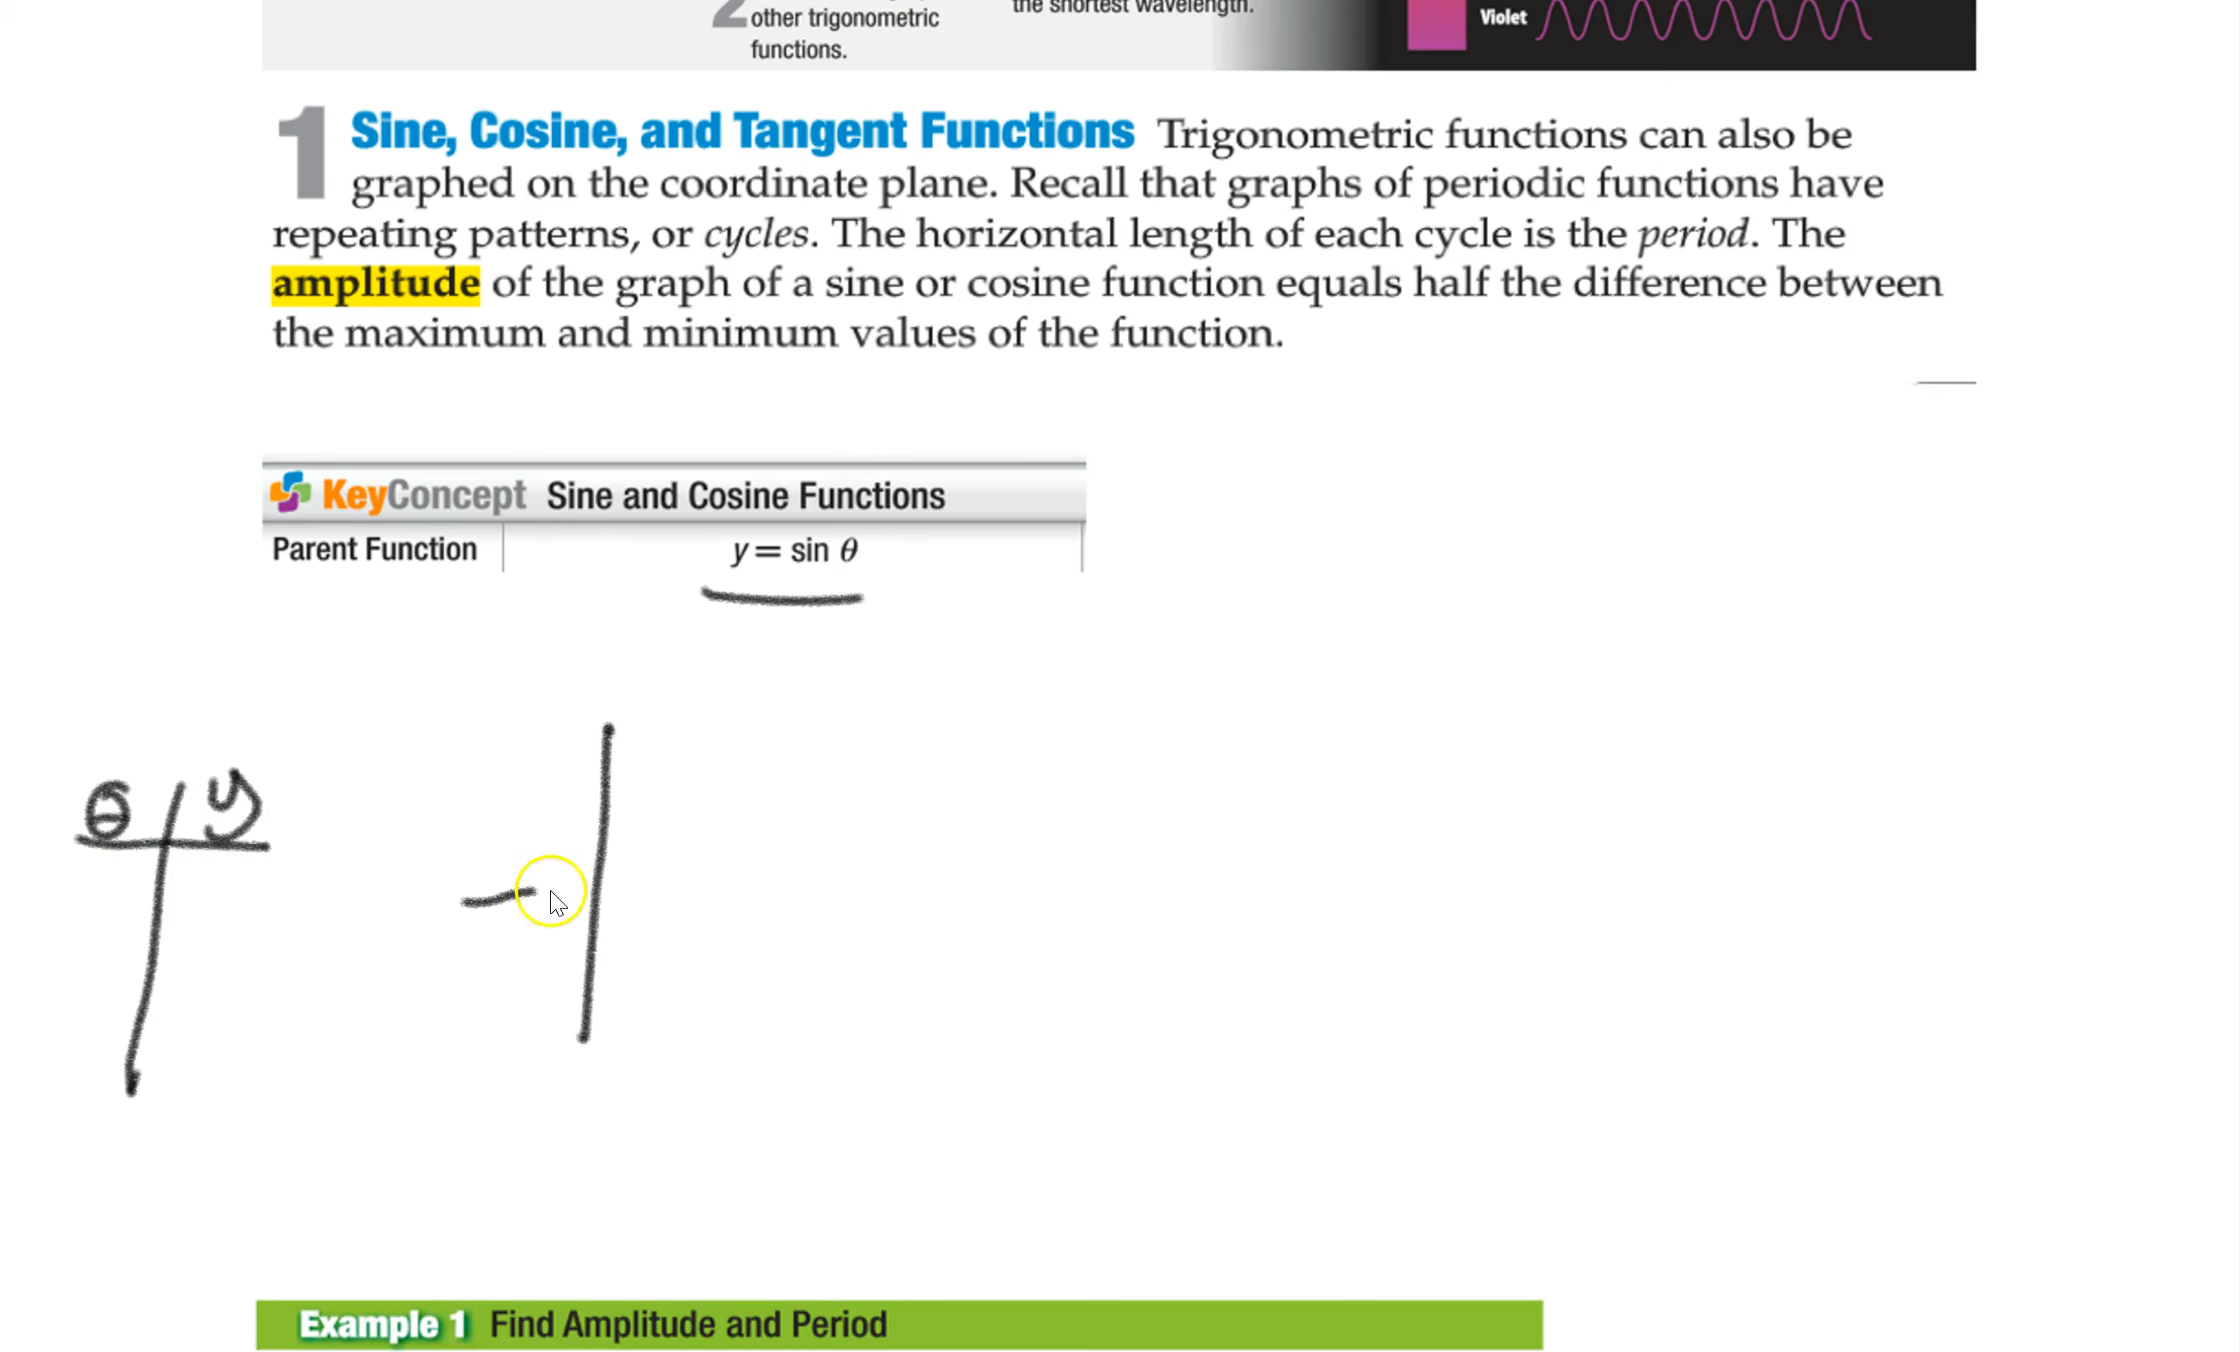 other trigonometric
functions.
the shortest wavelength.
Violet
1 Sine, Cosine, and Tangent Functions Trigonometric functions can also be
graphed on the coordinate plane. Recall that graphs of periodic functions have
repeating patterns, or cycles. The horizontal length of each cycle is the period. The
amplitude of the graph of a sine or cosine function equals half the difference between
the maximum and minimum values of the function.
KeyConcept Sine and Cosine Functions
Parent Function y = sin θ
θ y
Example 1 Find Amplitude and Period